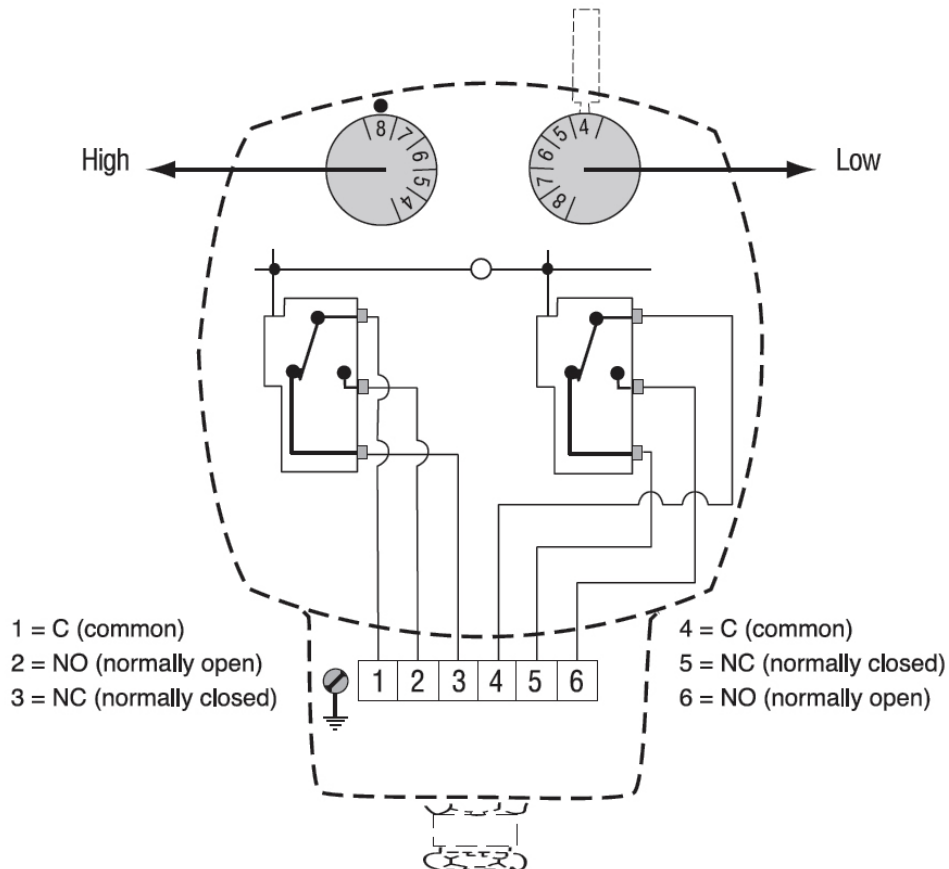 High
8 7 6 5 4
8 7 6 5 4
Low
1 = C (common)
2 = NO (normally open)
3 = NC (normally closed)
1 2 3 4 5 6
4 = C (common)
5 = NC (normally closed)
6 = NO (normally open)